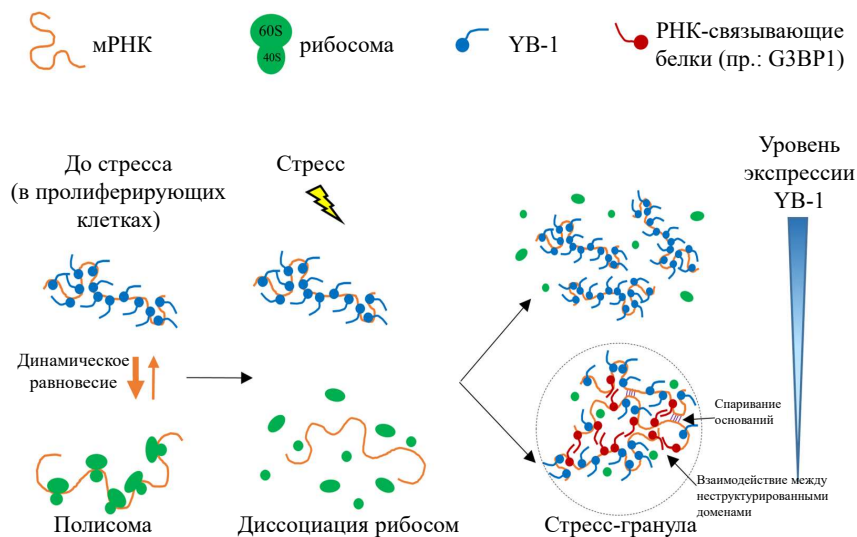 мРНК
60S
40S
рибосома
YB-1
РНК-связывающие
белки (пр.: G3BP1)
До стресса
(в пролиферирующих
клетках)
Стресс
Уровень
экспрессии
YB-1
Динамическое
равновесие
Спаривание
оснований
Взаимодействие между
неструктурированными
доменами
Полисома
Диссоциация рибосом
Стресс-гранула